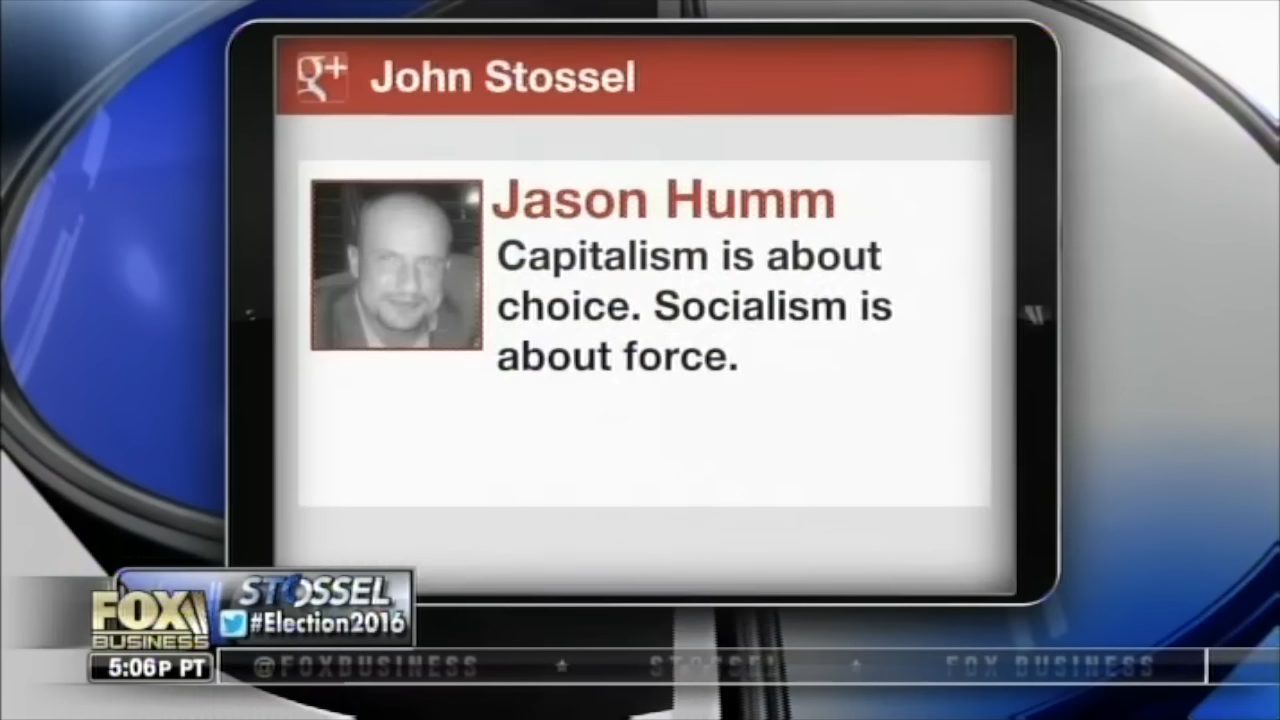 g+ John Stossel
Jason Humm
Capitalism is about
choice. Socialism is
about force.
STOSSEL
#Election2016
FOX
BUSINESS
5:06P PT
@FOXBUSINESS ★ STOSSEL ★ FOX BUSINESS